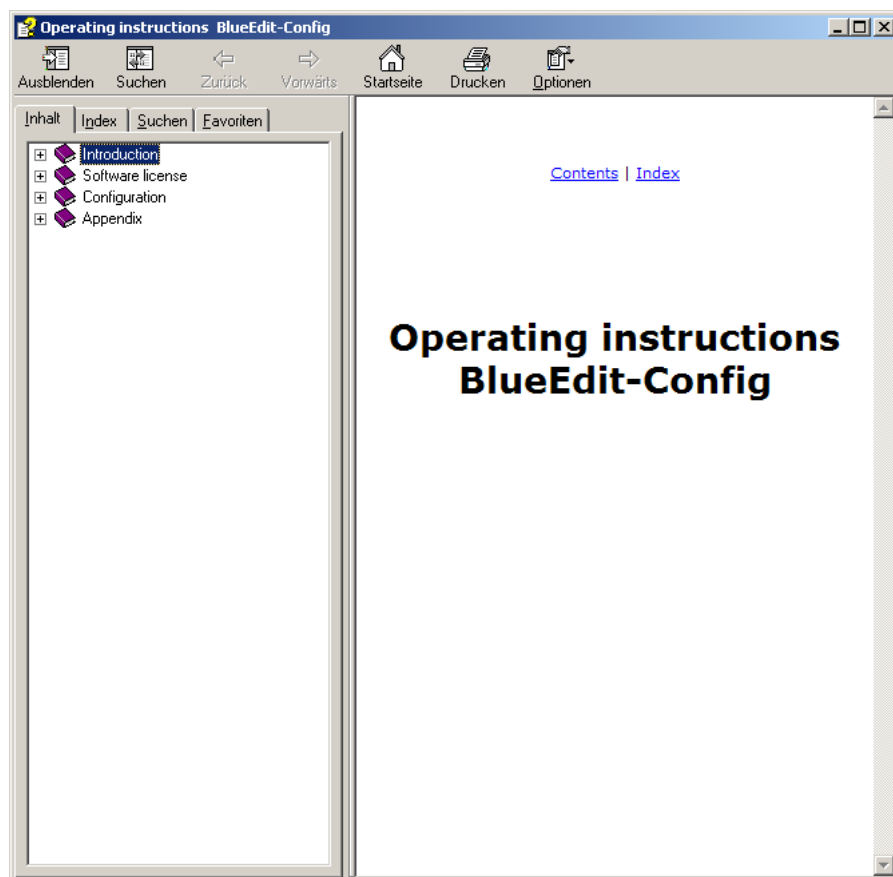 Operating instructions BlueEdit-Config
Ausblenden Suchen Zurück Vorwärts Startseite Drucken Optionen
Inhalt Index Suchen Favoriten
Introduction
Software license
Configuration
Appendix
Contents | Index
Operating instructions
BlueEdit-Config